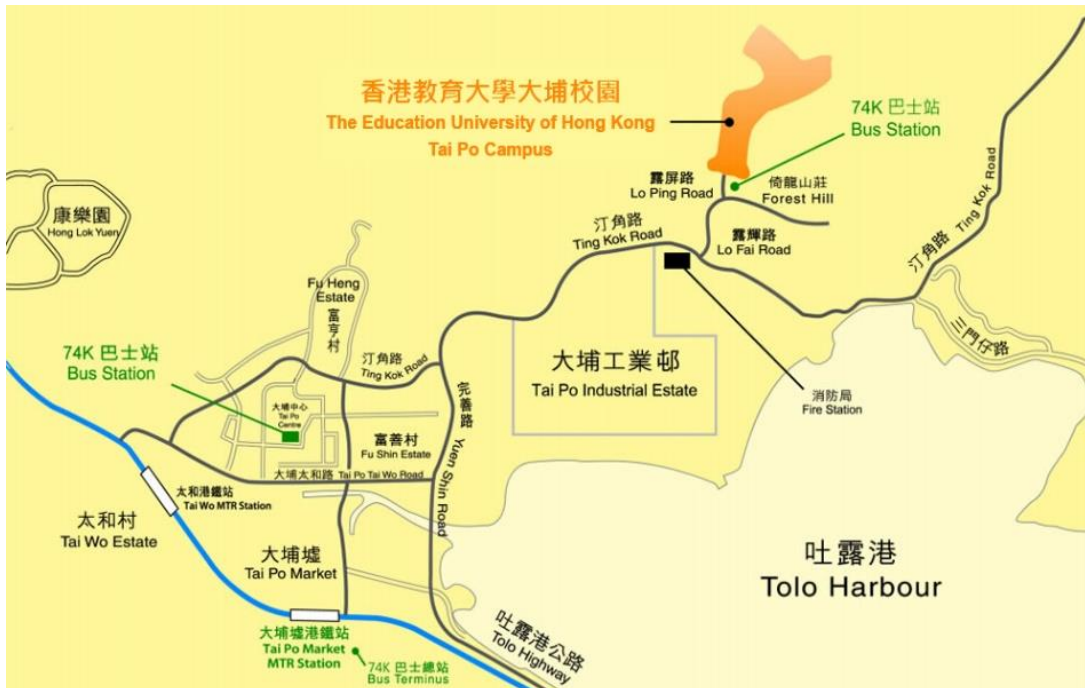 香港教育大學大埔校園
The Education University of Hong Kong
Tai Po Campus
74K 巴士站
Bus Station
露屏路
Lo Ping Road
倚龍山莊
Forest Hill
汀角路
Ting Kok Road
露輝路
Lo Fai Road
汀角路 Ting Kok Road
康樂園
Hong Lok Yuen
Fu Heng
Estate
富亨村
三門仔路
74K 巴士站
Bus Station
汀角路
Ting Kok Road
大埔工業邨
Tai Po Industrial Estate
消防局
Fire Station
大埔中心
Tai Po
Centre
完善路 Yuen Shin Road
富善村
Fu Shin Estate
大埔太和路 Tai Po Tai Wo Road
太和港鐵站
Tai Wo MTR Station
太和村
Tai Wo Estate
大埔墟
Tai Po Market
吐露港
Tolo Harbour
大埔墟港鐵站
Tai Po Market
MTR Station
74K 巴士總站
Bus Terminus
吐露港公路
Tolo Highway